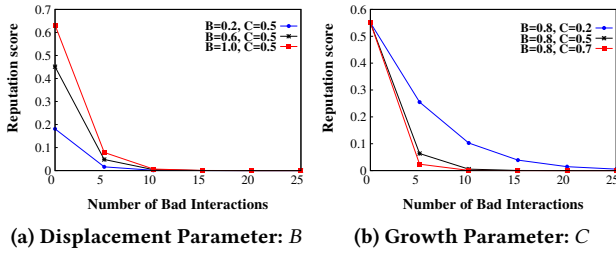 0.7
0.6
0.5
0.4
0.3
0.2
0.1
0
Reputation score
B=0.2, C=0.5
B=0.6, C=0.5
B=1.0, C=0.5
0 5 10 15 20 25
Number of Bad Interactions
(a) Displacement Parameter: B
0.6
0.5
0.4
0.3
0.2
0.1
0
Reputation score
B=0.8, C=0.2
B=0.8, C=0.5
B=0.8, C=0.7
0 5 10 15 20 25
Number of Bad Interactions
(b) Growth Parameter: C